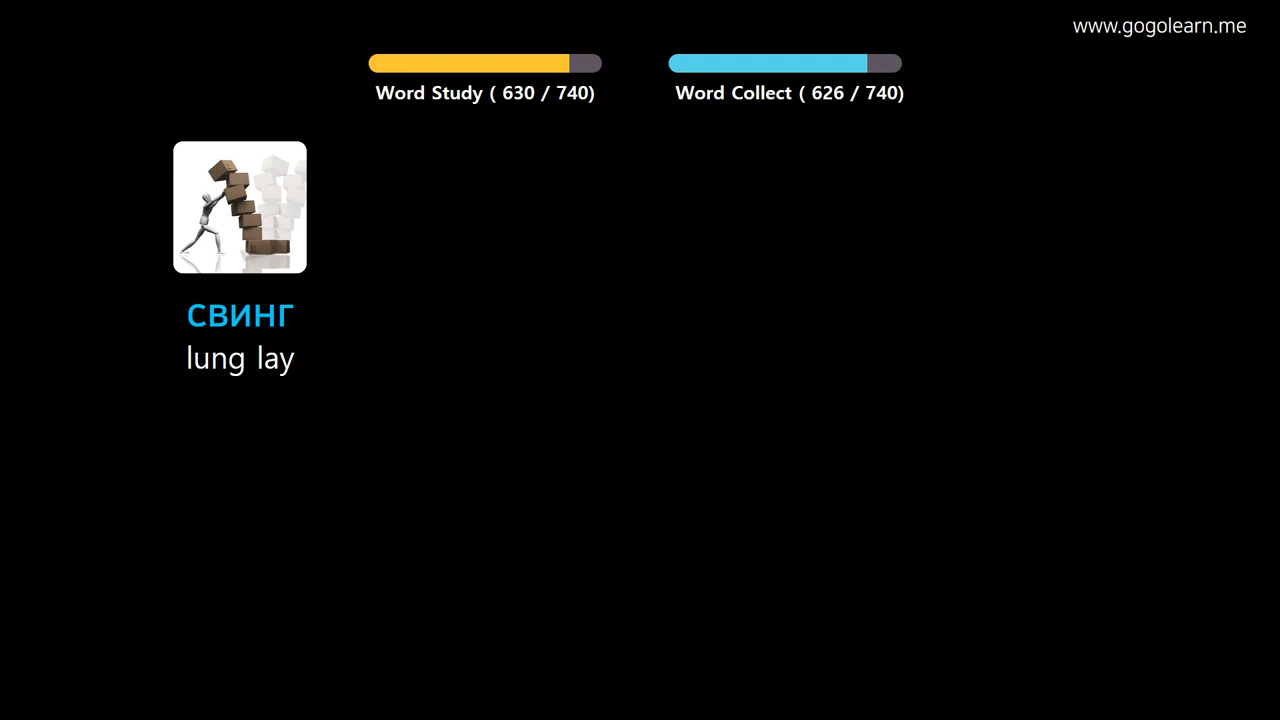 www.gogolearn.me
Word Study ( 630 / 740)
Word Collect ( 626 / 740)
свинг
lung lay